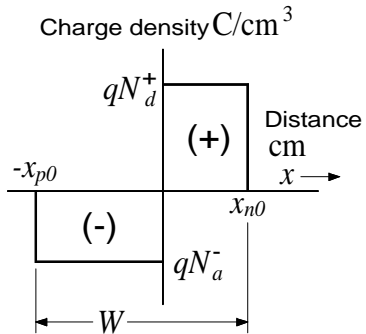 Charge density C/cm³
qN_d⁺
(+)
Distance
cm
x
-x_p0
x_n0
(-)
qN_a⁻
W